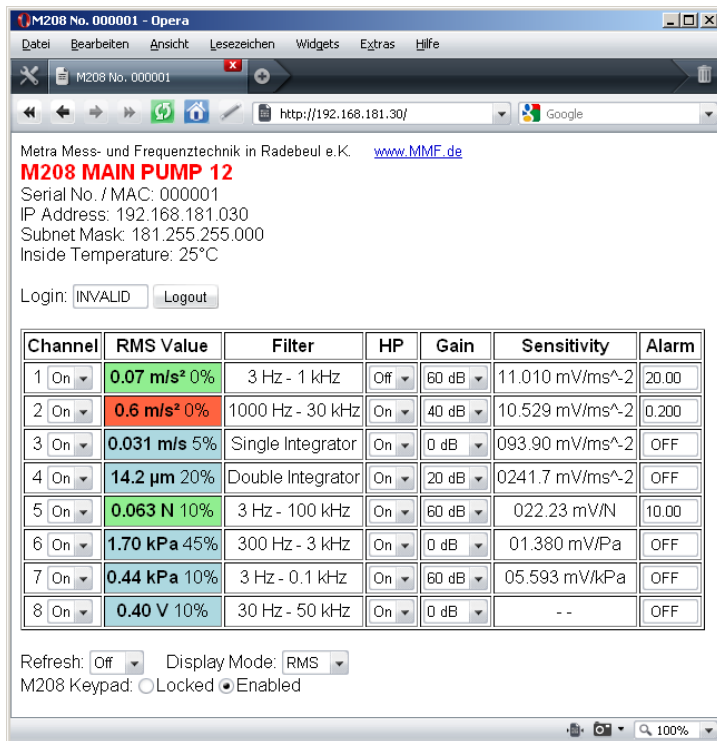 M208 No. 000001 - Opera
Datei Bearbeiten Ansicht Lesezeichen Widgets Extras Hilfe
M208 No. 000001
http://192.168.181.30/ Google
Metra Mess- und Frequenztechnik in Radebeul e.K. www.MMF.de
M208 MAIN PUMP 12
Serial No. / MAC: 000001
IP Address: 192.168.181.030
Subnet Mask: 181.255.255.000
Inside Temperature: 25°C
Login: INVALID Logout
Channel RMS Value Filter HP Gain Sensitivity Alarm
1 On 0.07 m/s² 0% 3 Hz - 1 kHz Off 60 dB 11.010 mV/ms^-2 20.00
2 On 0.6 m/s² 0% 1000 Hz - 30 kHz On 40 dB 10.529 mV/ms^-2 0.200
3 On 0.031 m/s 5% Single Integrator On 0 dB 093.90 mV/ms^-2 OFF
4 On 14.2 µm 20% Double Integrator On 20 dB 0241.7 mV/ms^-2 OFF
5 On 0.063 N 10% 3 Hz - 100 kHz On 60 dB 022.23 mV/N 10.00
6 On 1.70 kPa 45% 300 Hz - 3 kHz On 0 dB 01.380 mV/Pa OFF
7 On 0.44 kPa 10% 3 Hz - 0.1 kHz On 60 dB 05.593 mV/kPa OFF
8 On 0.40 V 10% 30 Hz - 50 kHz On 0 dB - - OFF
Refresh: Off Display Mode: RMS
M208 Keypad: Locked Enabled
100%